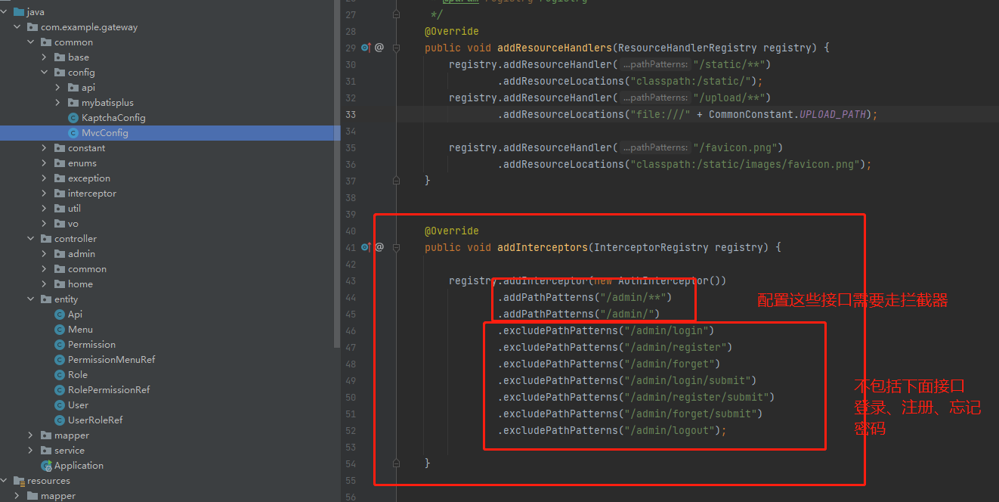 java
com.example.gateway
common
base
config
api
mybatisplus
KaptchaConfig
MvcConfig
constant
enums
exception
interceptor
util
vo
controller
admin
common
home
entity
Api
Menu
Permission
PermissionMenuRef
Role
RolePermissionRef
User
UserRoleRef
mapper
service
Application
resources
mapper
27 */
28 @Override
29 @ public void addResourceHandlers(ResourceHandlerRegistry registry) {
30 registry.addResourceHandler( ...pathPatterns: "/static/**")
31 .addResourceLocations("classpath:/static/");
32 registry.addResourceHandler( ...pathPatterns: "/upload/**")
33 .addResourceLocations("file:///" + CommonConstant.UPLOAD_PATH);
34
35 registry.addResourceHandler( ...pathPatterns: "/favicon.png")
36 .addResourceLocations("classpath:/static/images/favicon.png");
37 }
38
39
40 @Override
41 @ public void addInterceptors(InterceptorRegistry registry) {
42
43 registry.addInterceptor(new AuthInterceptor())
44 .addPathPatterns("/admin/**")
45 .addPathPatterns("/admin/")
46 .excludePathPatterns("/admin/login")
47 .excludePathPatterns("/admin/register")
48 .excludePathPatterns("/admin/forget")
49 .excludePathPatterns("/admin/login/submit")
50 .excludePathPatterns("/admin/register/submit")
51 .excludePathPatterns("/admin/forget/submit")
52 .excludePathPatterns("/admin/logout");
53
54 }
55
56
配置这些接口需要走拦截器
不包括下面接口
登录、注册、忘记
密码